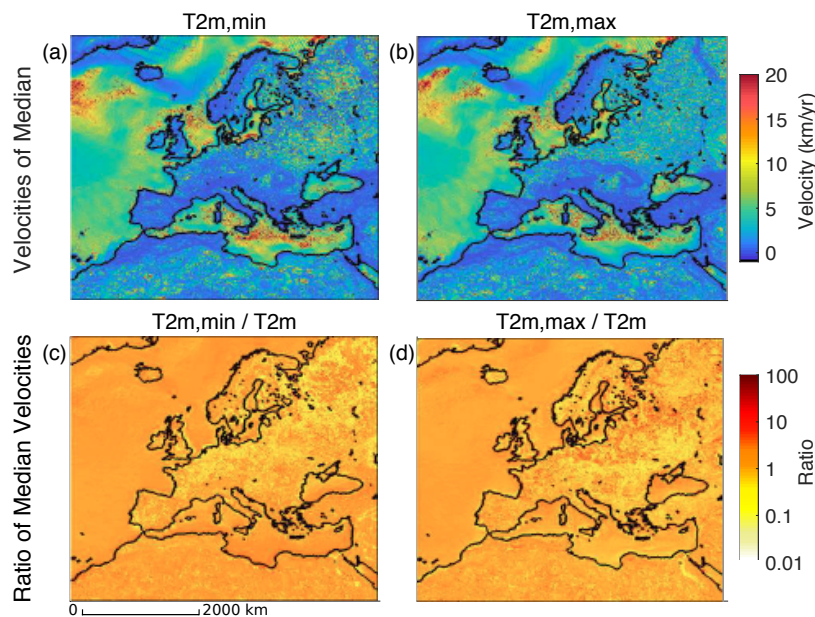 T2m,min
T2m,max
(a)
(b)
Velocities of Median
20
15
10
5
0
Velocity (km/yr)
T2m,min / T2m
T2m,max / T2m
(c)
(d)
Ratio of Median Velocities
100
10
1
0.1
0.01
Ratio
0
2000 km